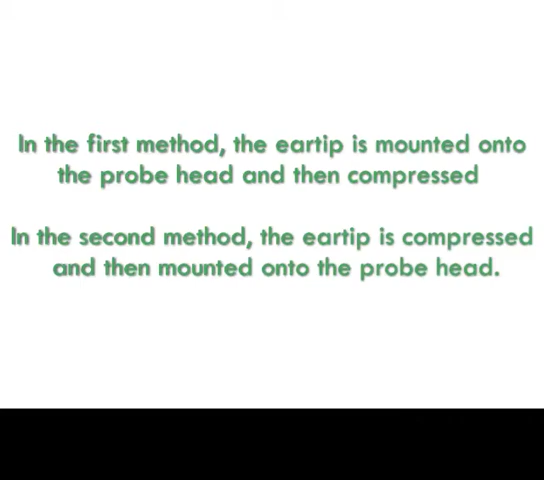 In the first method, the eartip is mounted onto
the probe head and then compressed
In the second method, the eartip is compressed
and then mounted onto the probe head.